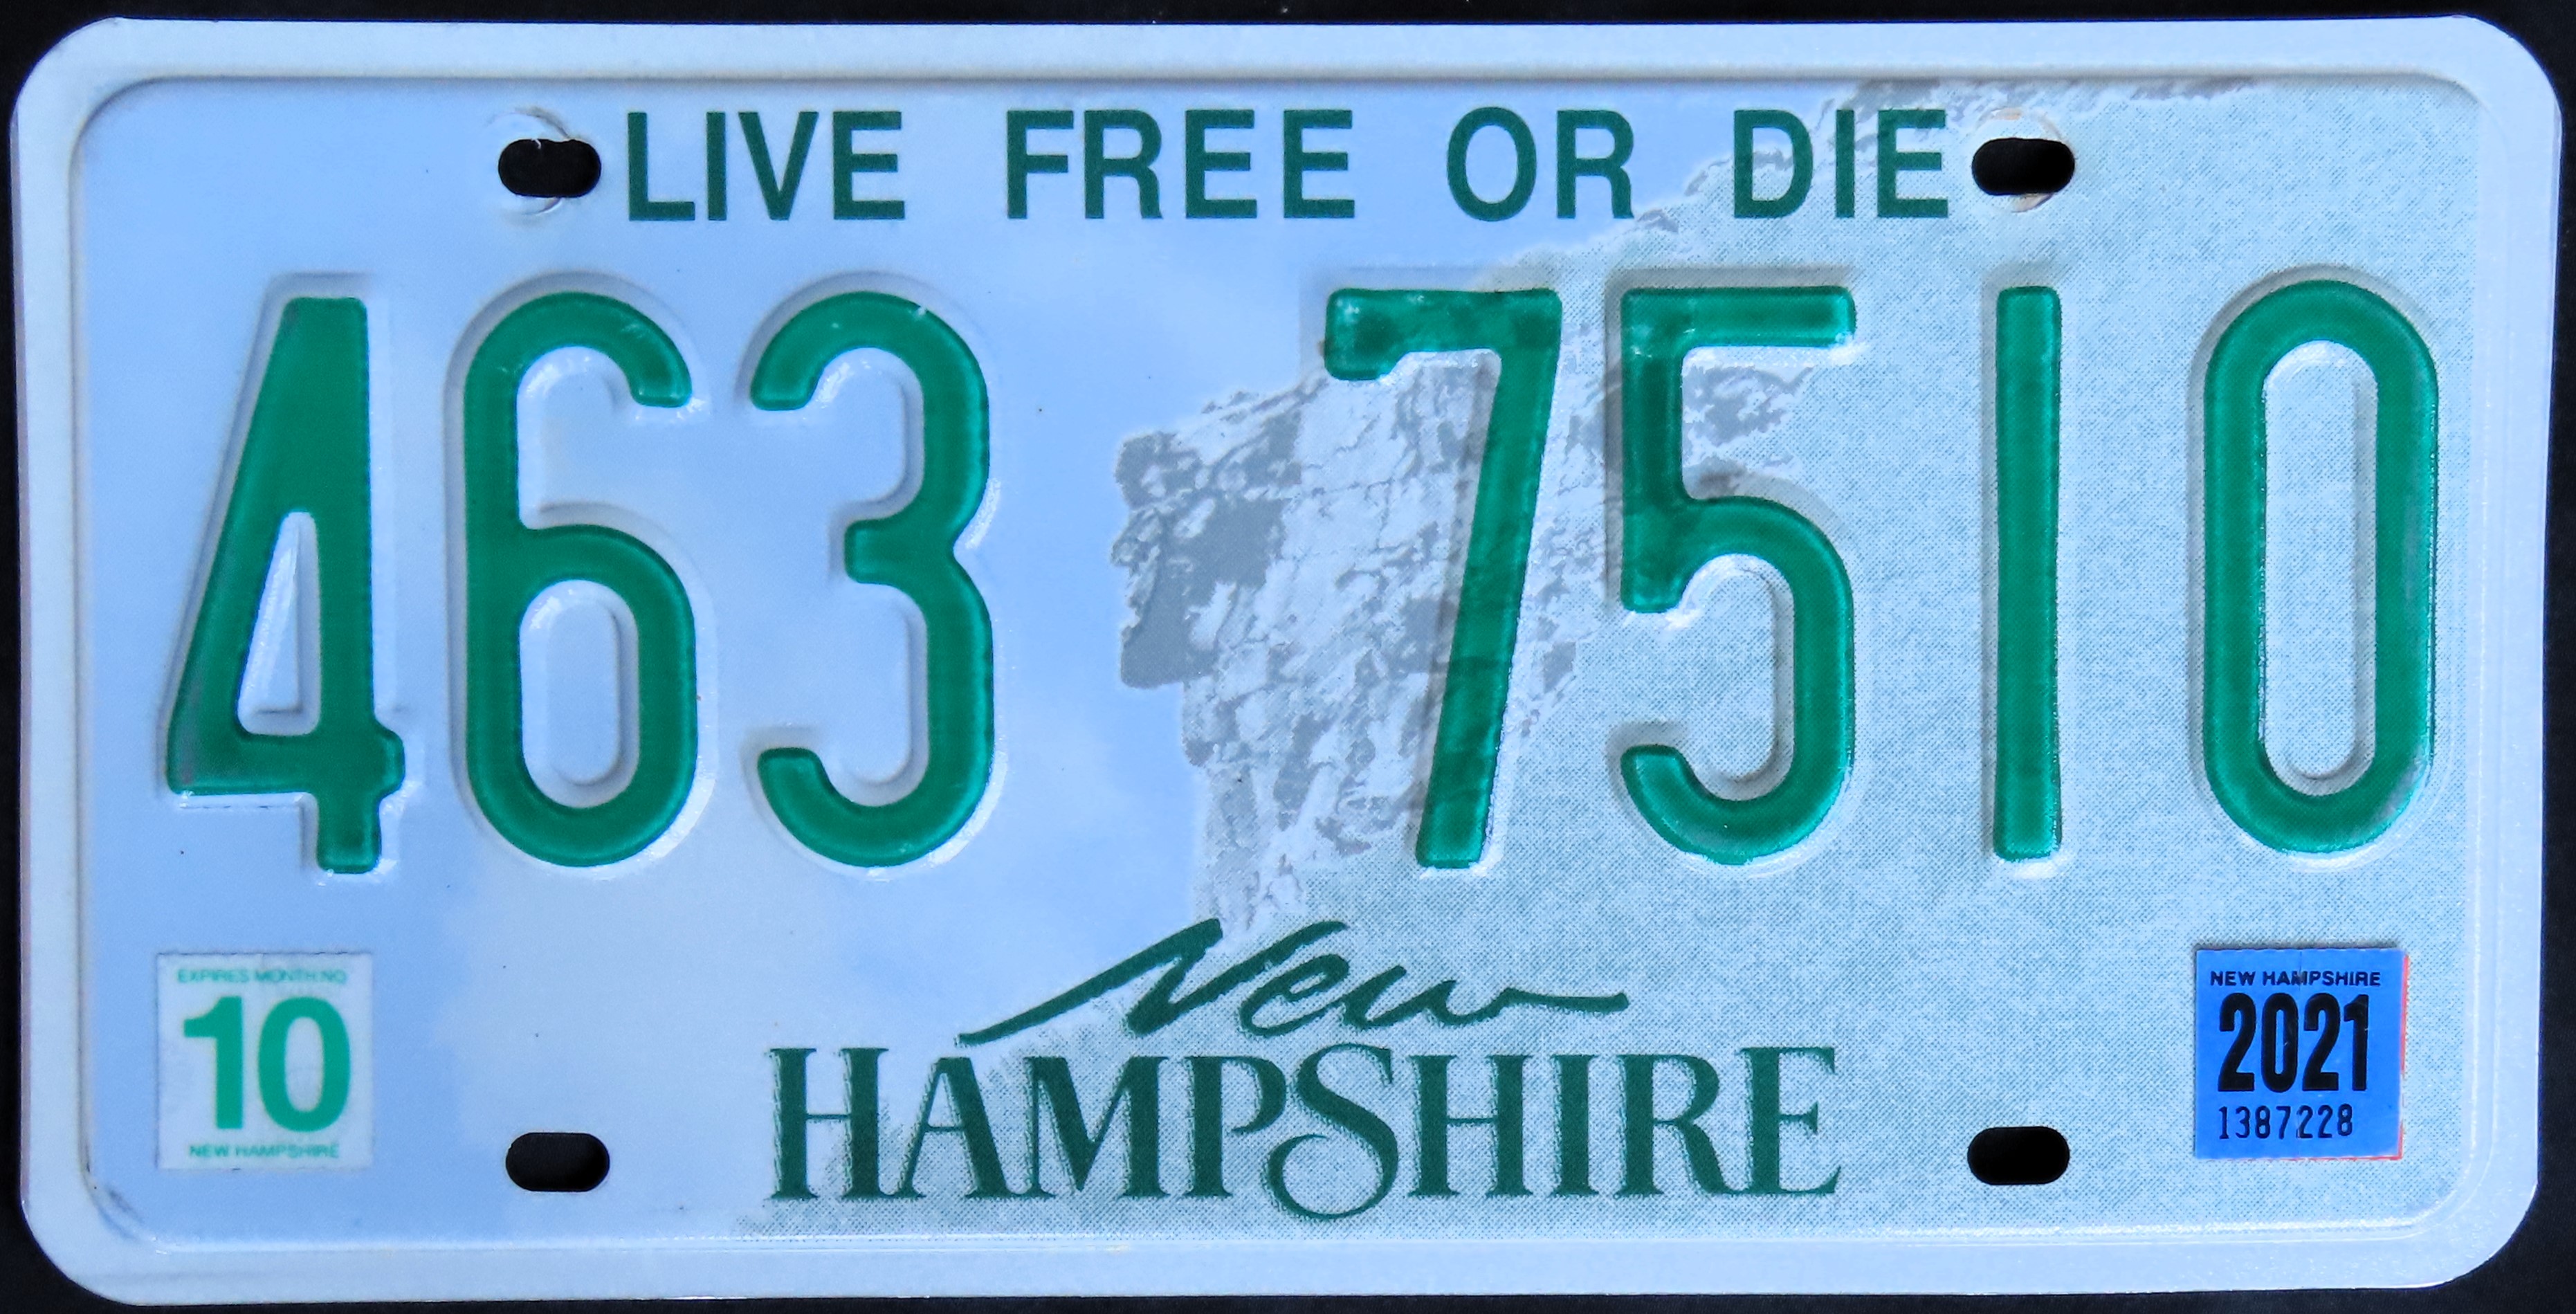 LIVE FREE OR DIE
463 7510
EXPIRES MONTH NO
10
NEW HAMPSHIRE
New
HAMPSHIRE
NEW HAMPSHIRE
2021
1387228